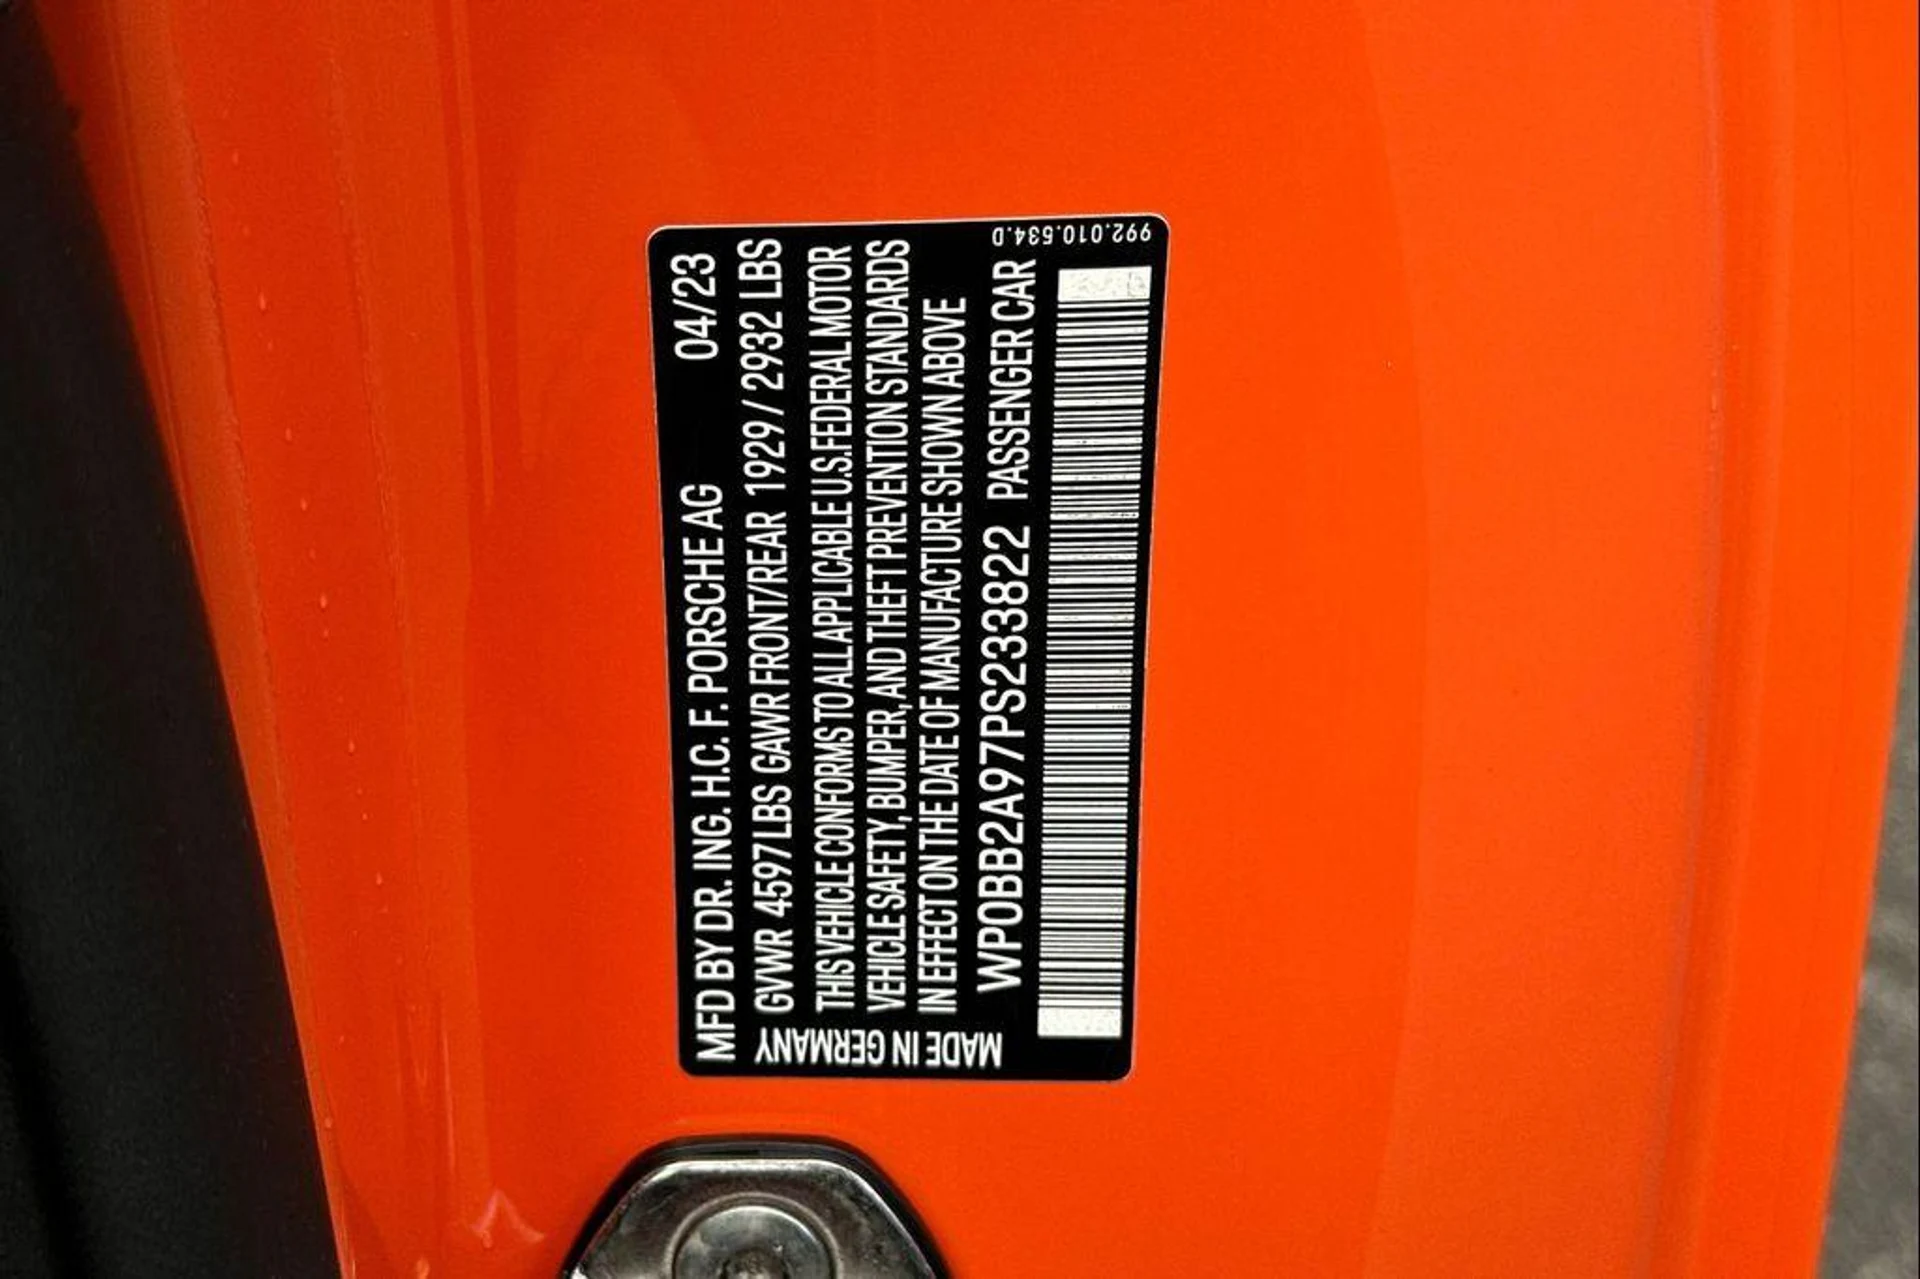 MFD BY DR. ING. H.C. F. PORSCHE AG 04/23
GVWR 4597LBS GAWR FRONT/REAR 1929 / 2932 LBS
THIS VEHICLE CONFORMS TO ALL APPLICABLE U.S. FEDERAL MOTOR
VEHICLE SAFETY, BUMPER, AND THEFT PREVENTION STANDARDS
IN EFFECT ON THE DATE OF MANUFACTURE SHOWN ABOVE
WP0BB2A97PS233822 PASSENGER CAR
MADE IN GERMANY
992.010.534.D